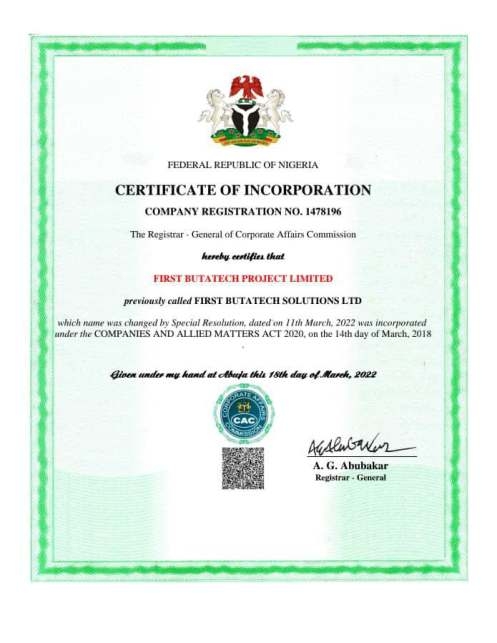 FEDERAL REPUBLIC OF NIGERIA
CERTIFICATE OF INCORPORATION
COMPANY REGISTRATION NO. 1478196
The Registrar - General of Corporate Affairs Commission
hereby certifies that
FIRST BUTATECH PROJECT LIMITED
previously called FIRST BUTATECH SOLUTIONS LTD
which name was changed by Special Resolution, dated on 11th March, 2022 was incorporated
under the COMPANIES AND ALLIED MATTERS ACT 2020, on the 14th day of March, 2018
.
Given under my hand at Abuja this 18th day of March, 2022
CORPORATE AFFAIRS
CAC
COMMISSION
A. G. Abubakar
Registrar - General